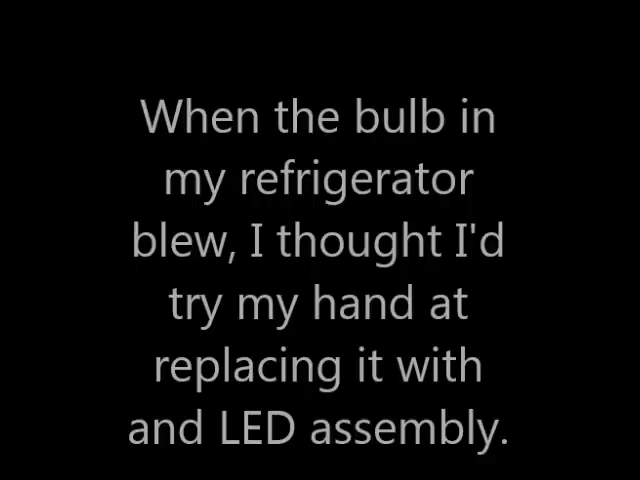 When the bulb in
my refrigerator
blew, I thought I'd
try my hand at
replacing it with
and LED assembly.